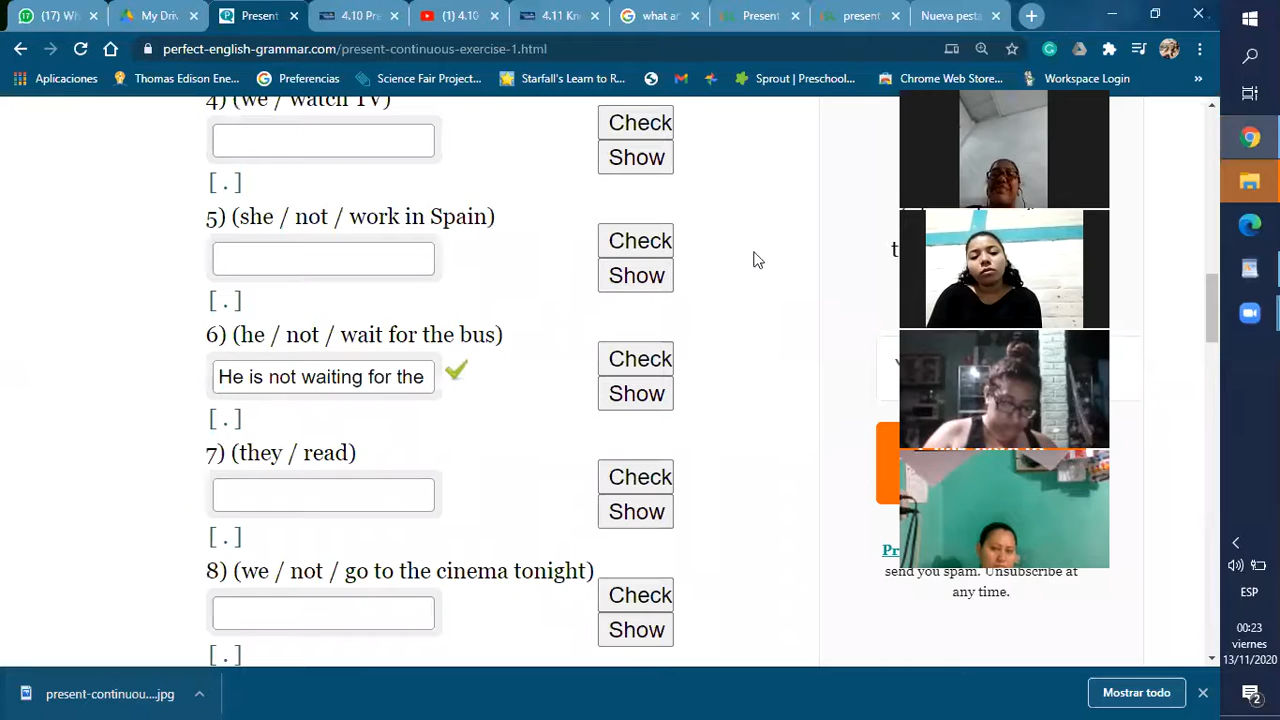 (17) Wh
My Driv
Present
4.10 Pre
(1) 4.10
4.11 Kn
what ar
Present
present
Nueva pest
perfect-english-grammar.com/present-continuous-exercise-1.html
Aplicaciones
Thomas Edison Ene...
Preferencias
Science Fair Project...
Starfall's Learn to R...
Sprout | Preschool...
Chrome Web Store...
Workspace Login
»
4) (we / watch TV)
Check
Show
[ . ]
5) (she / not / work in Spain)
Check
Show
[ . ]
6) (he / not / wait for the bus)
He is not waiting for the
Check
Show
[ . ]
7) (they / read)
Check
Show
[ . ]
8) (we / not / go to the cinema tonight)
Check
Show
[ . ]
t
Pr
send you spam. Unsubscribe at
any time.
ESP
00:23
viernes
13/11/2020
2
present-continuou....jpg
Mostrar todo